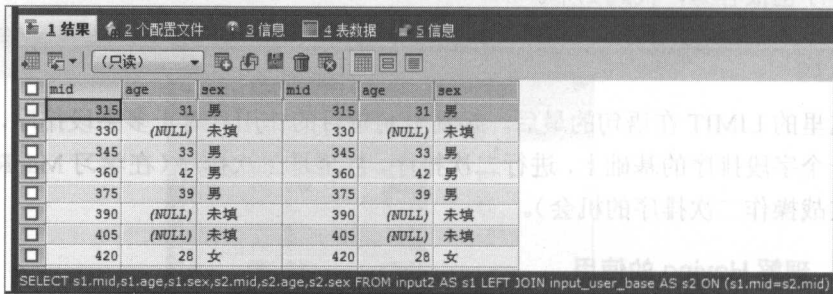 1 结果 2 个配置文件 3 信息 4 表数据 5 信息
(只读)
mid age sex mid age sex
315 31 男 315 31 男
330 (NULL) 未填 330 (NULL) 未填
345 33 男 345 33 男
360 42 男 360 42 男
375 39 男 375 39 男
390 (NULL) 未填 390 (NULL) 未填
405 (NULL) 未填 405 (NULL) 未填
420 28 女 420 28 女
SELECT s1.mid,s1.age,s1.sex,s2.mid,s2.age,s2.sex FROM input2 AS s1 LEFT JOIN input_user_base AS s2 ON (s1.mid=s2.mid)